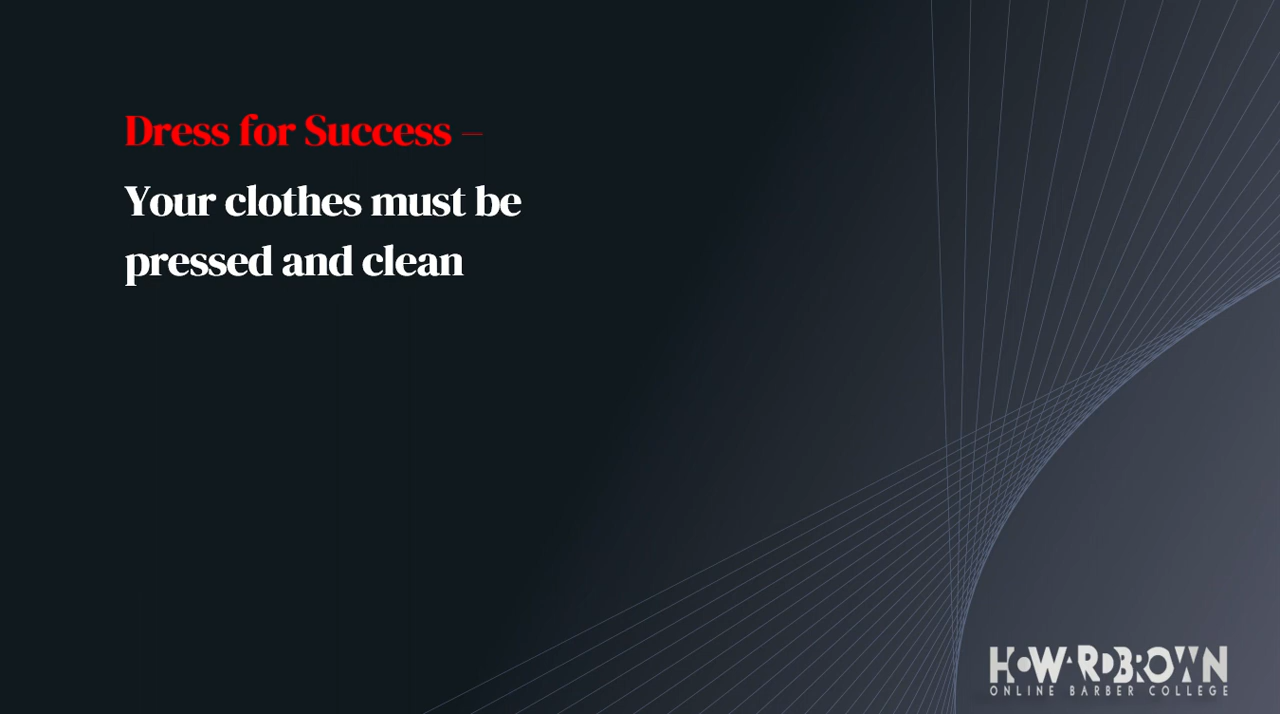 Dress for Success –
Your clothes must be
pressed and clean
HOWARDBROWN
ONLINE BARBER COLLEGE